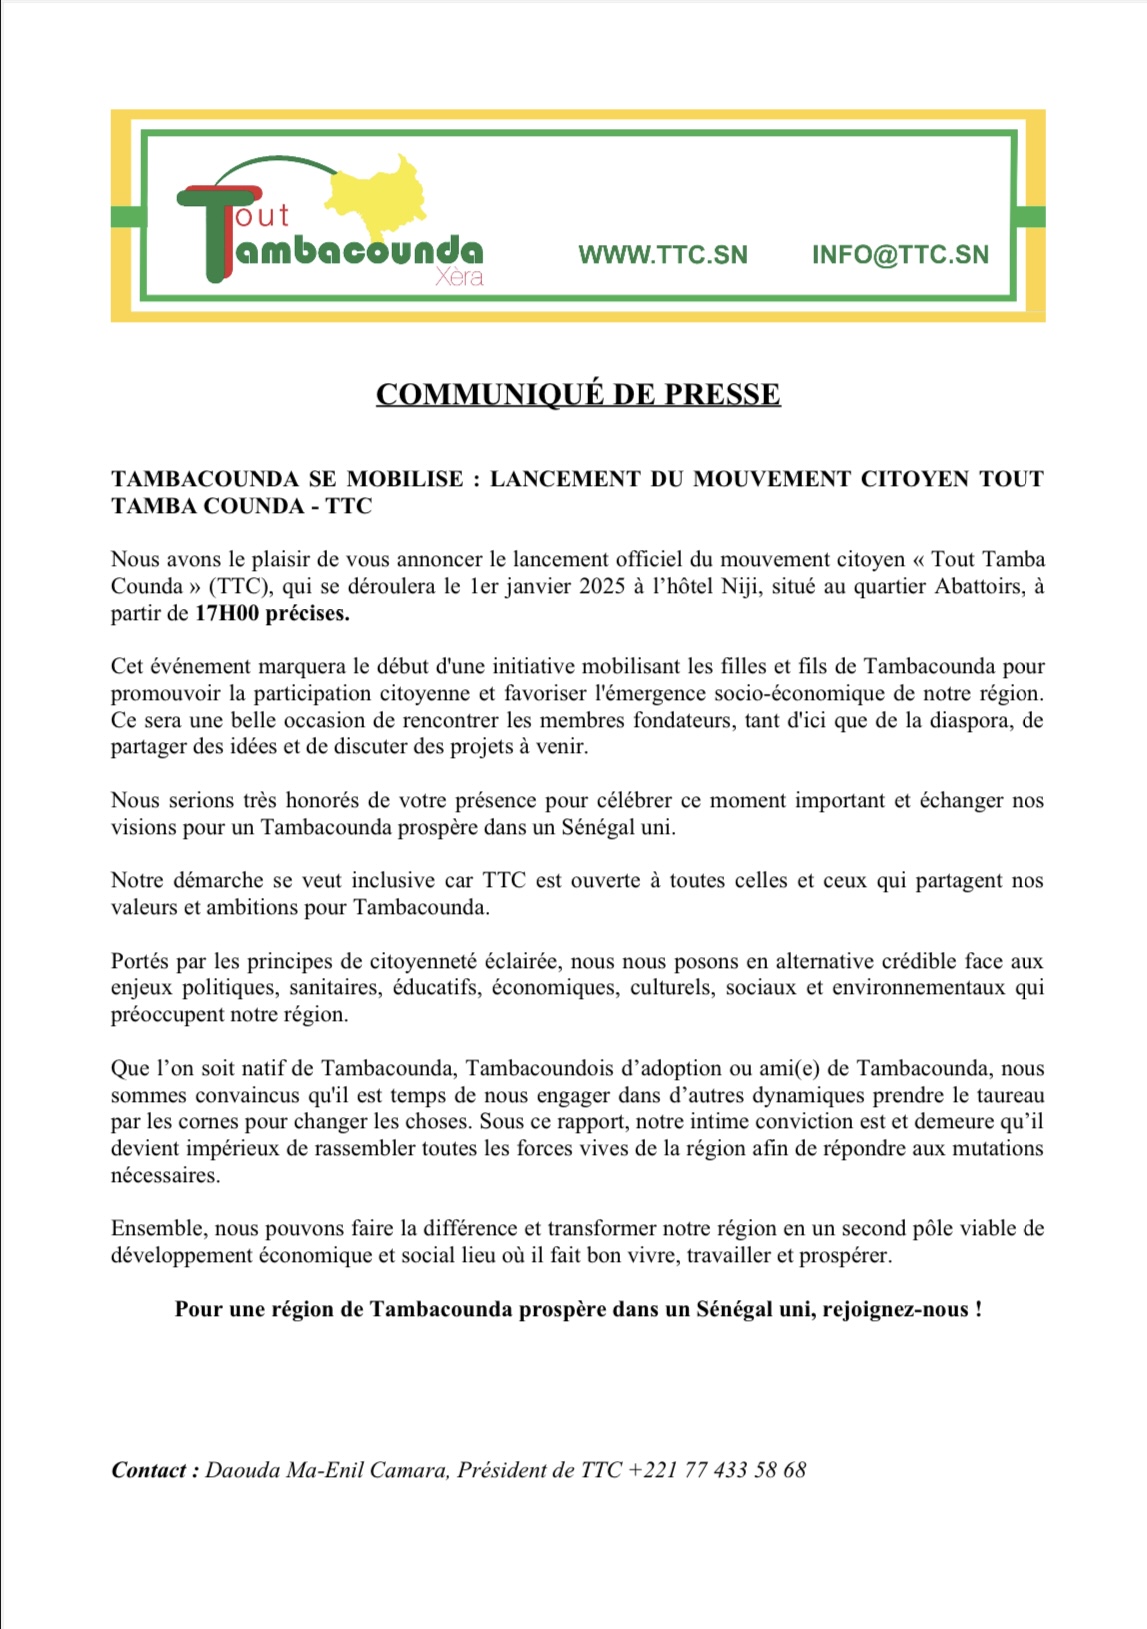 Tout
Tambacounda
Xèra
WWW.TTC.SN INFO@TTC.SN
COMMUNIQUÉ DE PRESSE
TAMBACOUNDA SE MOBILISE : LANCEMENT DU MOUVEMENT CITOYEN TOUT
TAMBA COUNDA - TTC
Nous avons le plaisir de vous annoncer le lancement officiel du mouvement citoyen « Tout Tamba
Counda » (TTC), qui se déroulera le 1er janvier 2025 à l’hôtel Niji, situé au quartier Abattoirs, à
partir de 17H00 précises.
Cet événement marquera le début d'une initiative mobilisant les filles et fils de Tambacounda pour
promouvoir la participation citoyenne et favoriser l'émergence socio-économique de notre région.
Ce sera une belle occasion de rencontrer les membres fondateurs, tant d'ici que de la diaspora, de
partager des idées et de discuter des projets à venir.
Nous serions très honorés de votre présence pour célébrer ce moment important et échanger nos
visions pour un Tambacounda prospère dans un Sénégal uni.
Notre démarche se veut inclusive car TTC est ouverte à toutes celles et ceux qui partagent nos
valeurs et ambitions pour Tambacounda.
Portés par les principes de citoyenneté éclairée, nous nous posons en alternative crédible face aux
enjeux politiques, sanitaires, éducatifs, économiques, culturels, sociaux et environnementaux qui
préoccupent notre région.
Que l’on soit natif de Tambacounda, Tambacoundois d’adoption ou ami(e) de Tambacounda, nous
sommes convaincus qu'il est temps de nous engager dans d’autres dynamiques prendre le taureau
par les cornes pour changer les choses. Sous ce rapport, notre intime conviction est et demeure qu’il
devient impérieux de rassembler toutes les forces vives de la région afin de répondre aux mutations
nécessaires.
Ensemble, nous pouvons faire la différence et transformer notre région en un second pôle viable de
développement économique et social lieu où il fait bon vivre, travailler et prospérer.
Pour une région de Tambacounda prospère dans un Sénégal uni, rejoignez-nous !
Contact : Daouda Ma-Enil Camara, Président de TTC +221 77 433 58 68